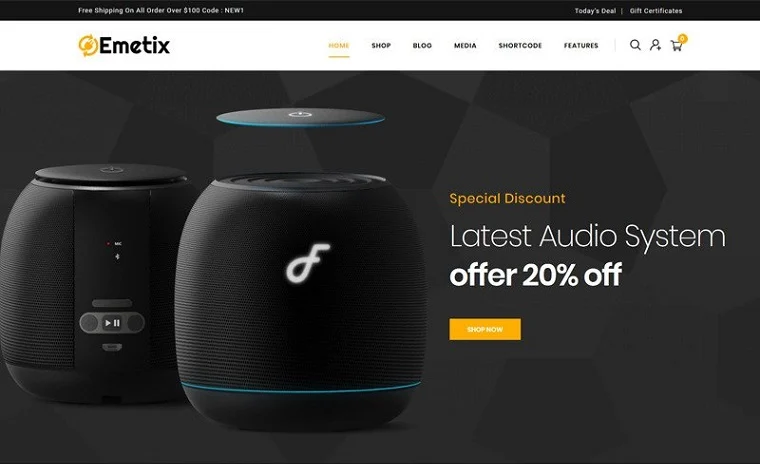 Free Shipping On All Order Over $100 Code : NEW1
Today's Deal | Gift Certificates
Emetix
HOME SHOP BLOG MEDIA SHORTCODE FEATURES
0
MIC
Special Discount
Latest Audio System
offer 20% off
SHOP NOW